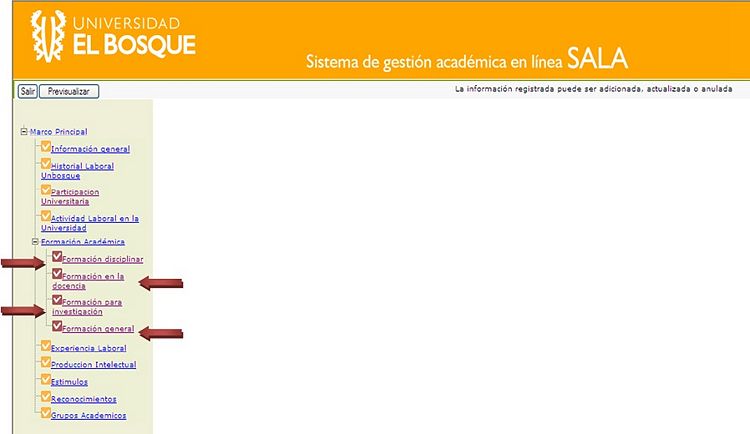 UNIVERSIDAD
EL BOSQUE
Sistema de gestión académica en línea SALA
Salir Previsualizar
La información registrada puede ser adicionada, actualizada o anulada
Marco Principal
Información general
Historial Laboral
Unbosque
Participacion
Universitaria
Actividad Laboral en la
Universidad
Formación Académica
Formación disciplinar
Formación en la
docencia
Formación para
investigación
Formación general
Experiencia Laboral
Produccion Intelectual
Estimulos
Reconocimientos
Grupos Academicos